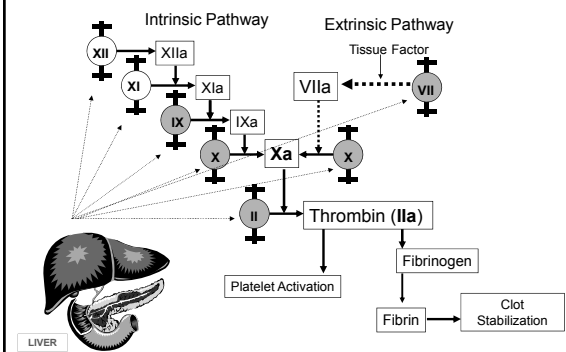 Intrinsic Pathway
Extrinsic Pathway
Tissue Factor
XII
XIIa
XI
XIa
VIIa
VII
IX
IXa
X
Xa
X
II
Thrombin (IIa)
Fibrinogen
Platelet Activation
Fibrin
Clot
Stabilization
LIVER